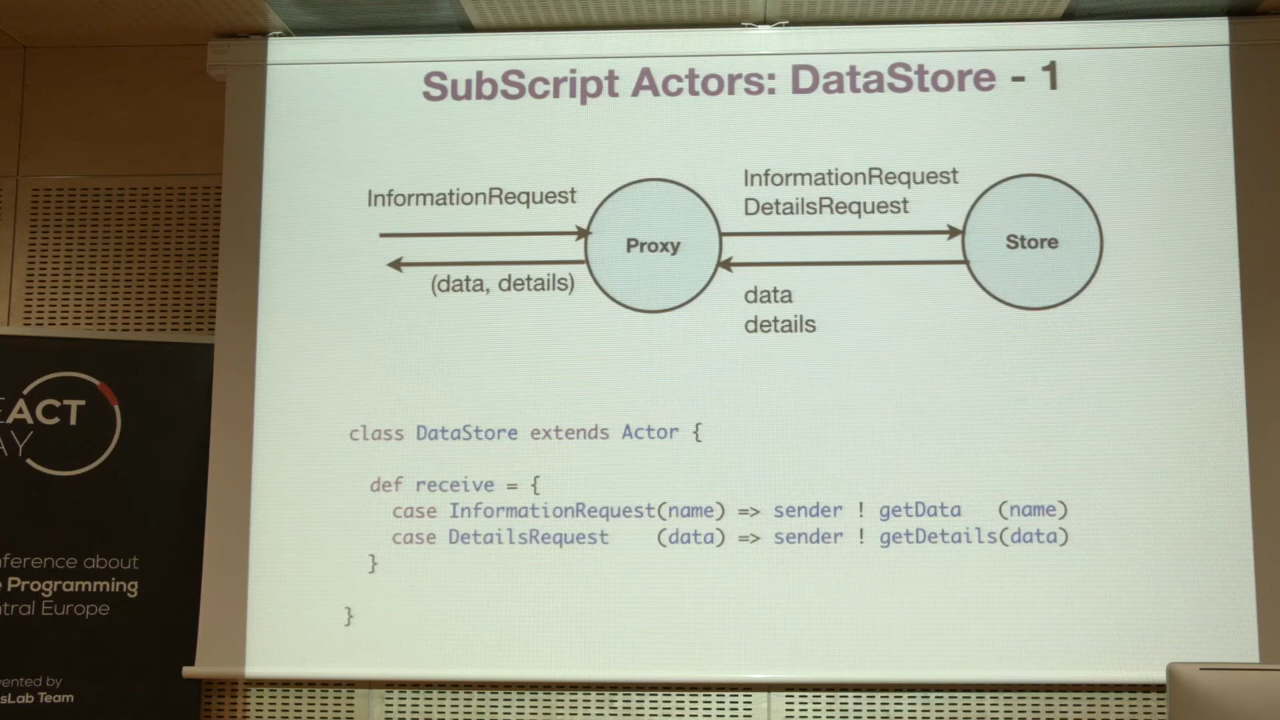 SubScript Actors: DataStore - 1
InformationRequest
(data, details)
Proxy
InformationRequest
DetailsRequest
data
details
Store
class DataStore extends Actor {
def receive = {
case InformationRequest(name) => sender ! getData (name)
case DetailsRequest (data) => sender ! getDetails(data)
}
}
ACT
AY
ference about
Programming
tral Europe
ented by
sLab Team